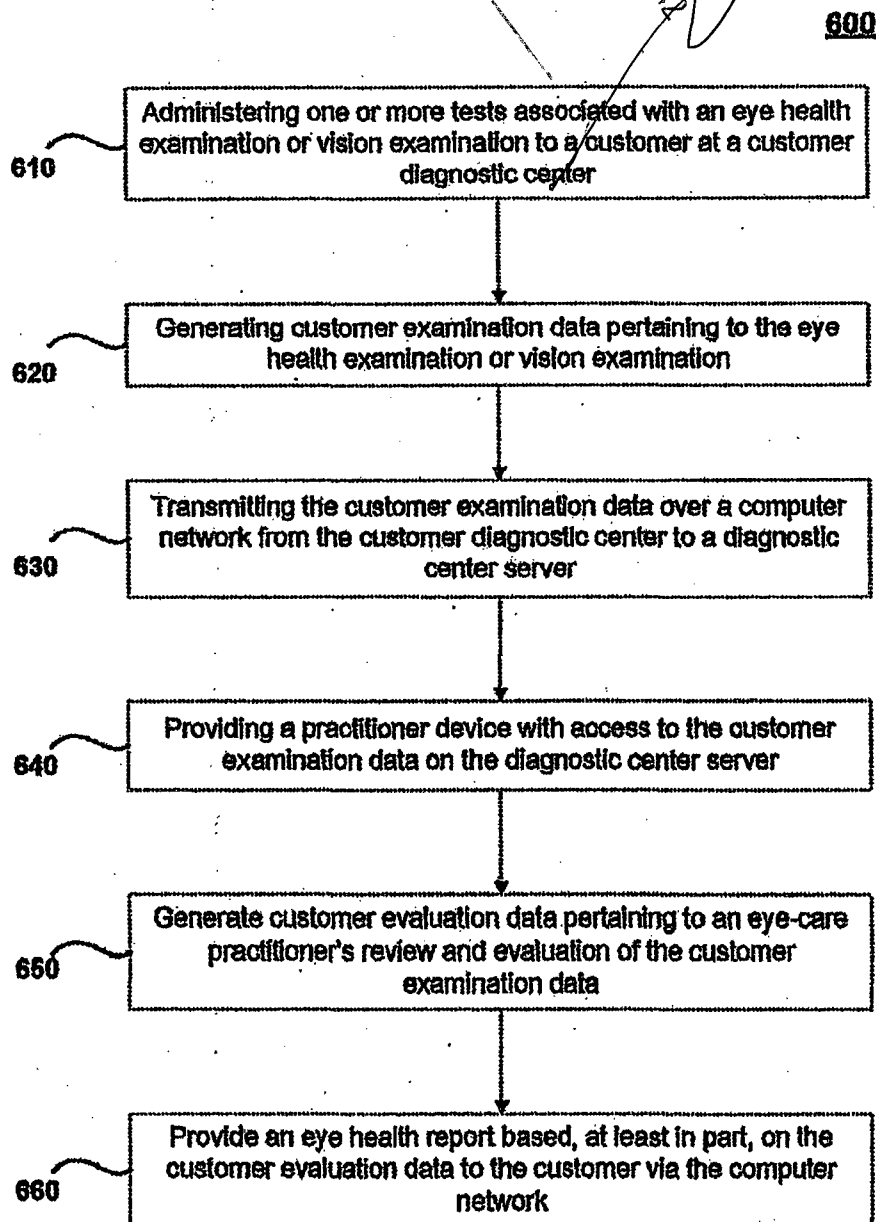 600
Administering one or more tests associated with an eye health
examination or vision examination to a customer at a customer
diagnostic center
610
Generating customer examination data pertaining to the eye
health examination or vision examination
620
Transmitting the customer examination data over a computer
network from the customer diagnostic center to a diagnostic
center server
630
Providing a practitioner device with access to the customer
examination data on the diagnostic center server
640
Generate customer evaluation data pertaining to an eye-care
practitioner's review and evaluation of the customer
examination data
650
Provide an eye health report based, at least in part, on the
customer evaluation data to the customer via the computer
network
660